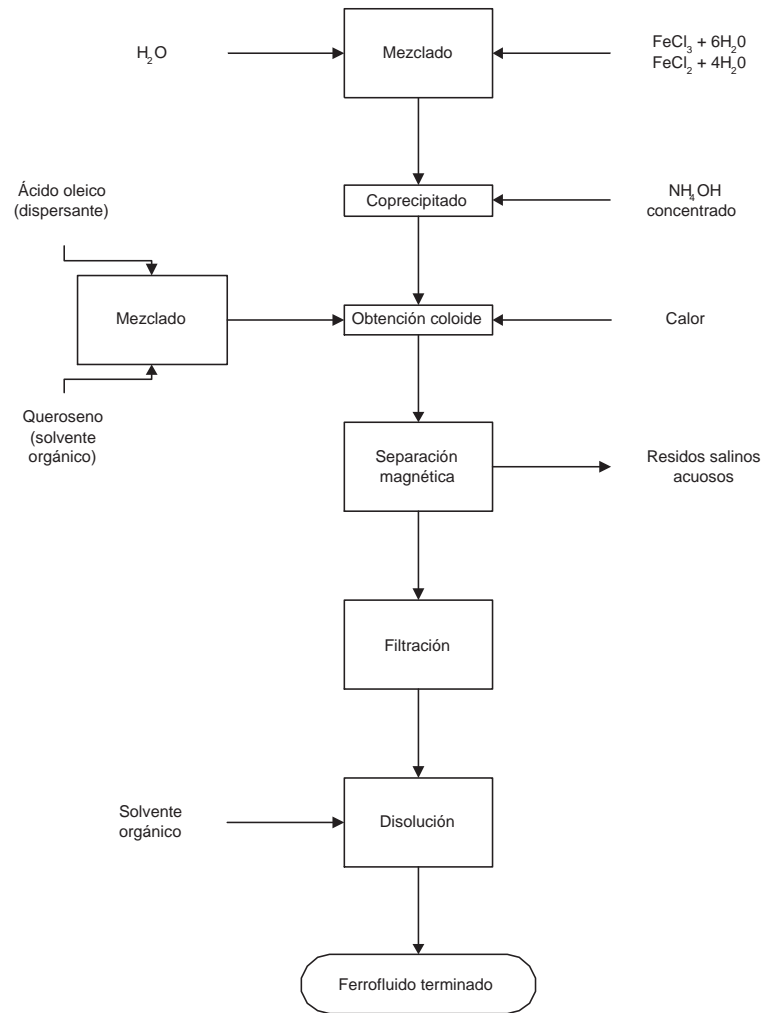 H2O
Mezclado
FeCl3 + 6H20
FeCl2 + 4H20
Ácido oleico
(dispersante)
Coprecipitado
NH4OH
concentrado
Mezclado
Obtención coloide
Calor
Queroseno
(solvente
orgánico)
Separación
magnética
Residos salinos
acuosos
Filtración
Solvente
orgánico
Disolución
Ferrofluido terminado